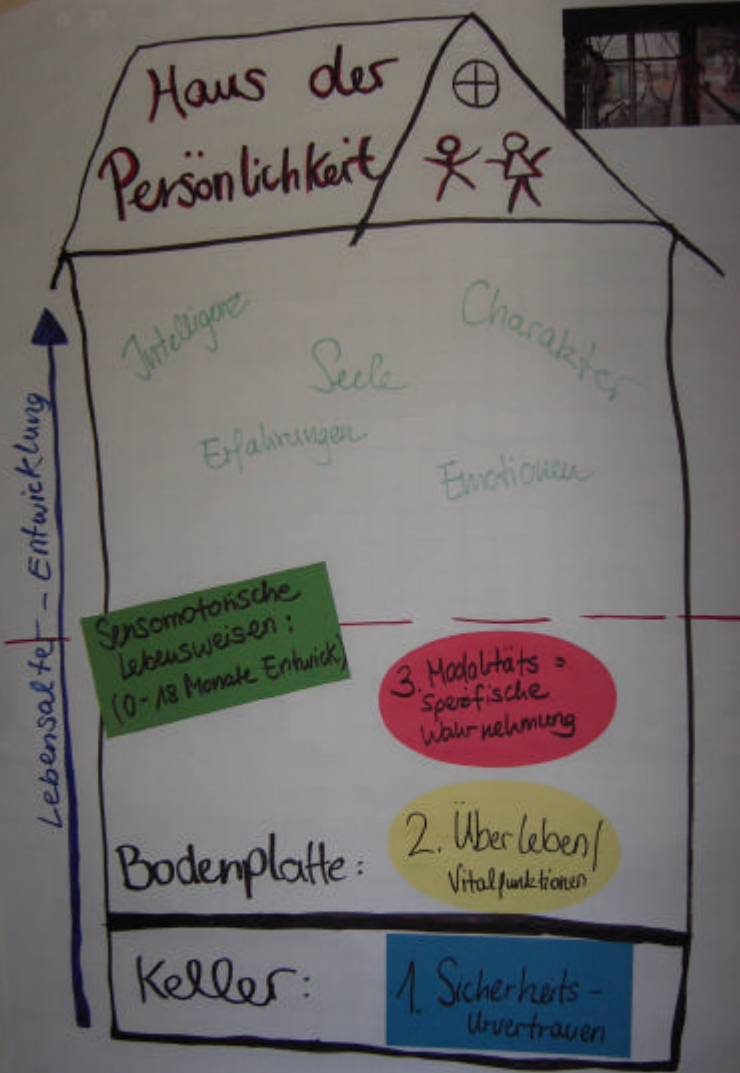 Haus der
Persönlichkeit
Intelligenz
Charakter
Seele
Erfahrungen
Emotionen
Lebensalter - Entwicklung
Sensomotorische
Lebensweisen:
(0-18 Monate Entwick)
3. Modalitäts =
spezifische
Wahrnehmung
Bodenplatte:
2. Überleben/
Vitalfunktionen
Keller:
1. Sicherheits -
Urvertrauen